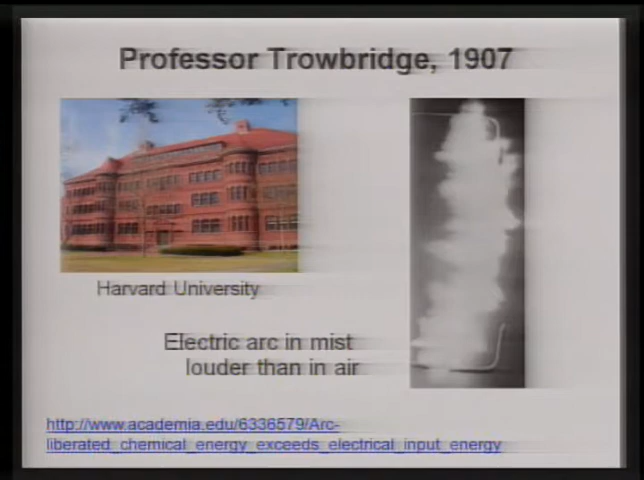 Professor Trowbridge, 1907
Harvard University
Electric arc in mist
louder than in air
http://www.academia.edu/6336579/Arc-
liberated_chemical_energy_exceeds_electrical_input_energy